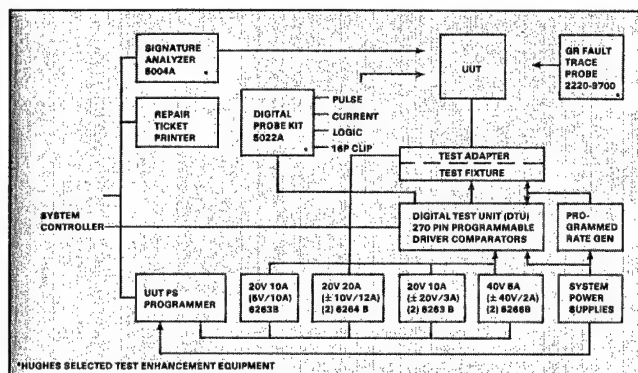 SIGNATURE
ANALYZER
5004A *
UUT
GR FAULT
TRACE
PROBE
2220-9700 *
REPAIR
TICKET
PRINTER
DIGITAL
PROBE KIT
5022A *
PULSE
CURRENT
LOGIC
16P CLIP
TEST ADAPTER
TEST FIXTURE
SYSTEM
CONTROLLER
DIGITAL TEST UNIT (DTU)
270 PIN PROGRAMMABLE
DRIVER COMPARATORS
PRO-
GRAMMED
RATE GEN
UUT PS
PROGRAMMER
20V 10A
(5V/10A)
6263B
20V 20A
(±10V/12A)
(2) 6264 B
20V 10A
(±20V/3A)
(2) 6263 B
40V 5A
(±40V/2A)
(2) 6266B
SYSTEM
POWER
SUPPLIES
*HUGHES SELECTED TEST ENHANCEMENT EQUIPMENT